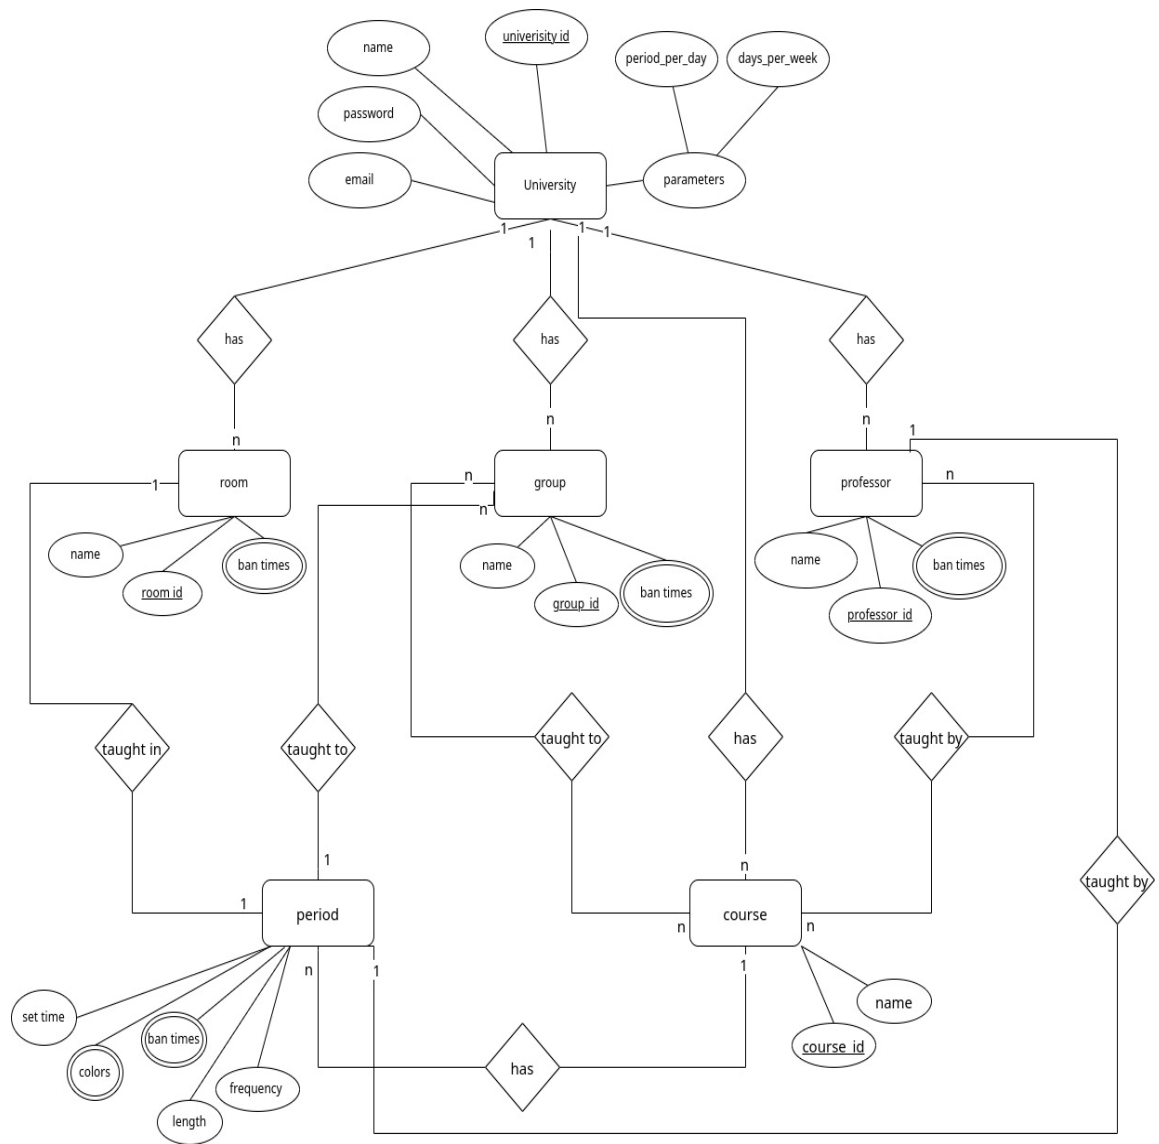 univerisity id
name
period_per_day
days_per_week
password
email
University
parameters
1
1
1
1
has
has
has
n
n
n
1
1
room
n
group
n
professor
n
name
room id
ban times
name
group_id
ban times
name
professor_id
ban times
taught in
taught to
taught to
has
taught by
taught by
1
n
1
period
course
n
n
n
1
1
set time
colors
ban times
length
frequency
has
name
course_id